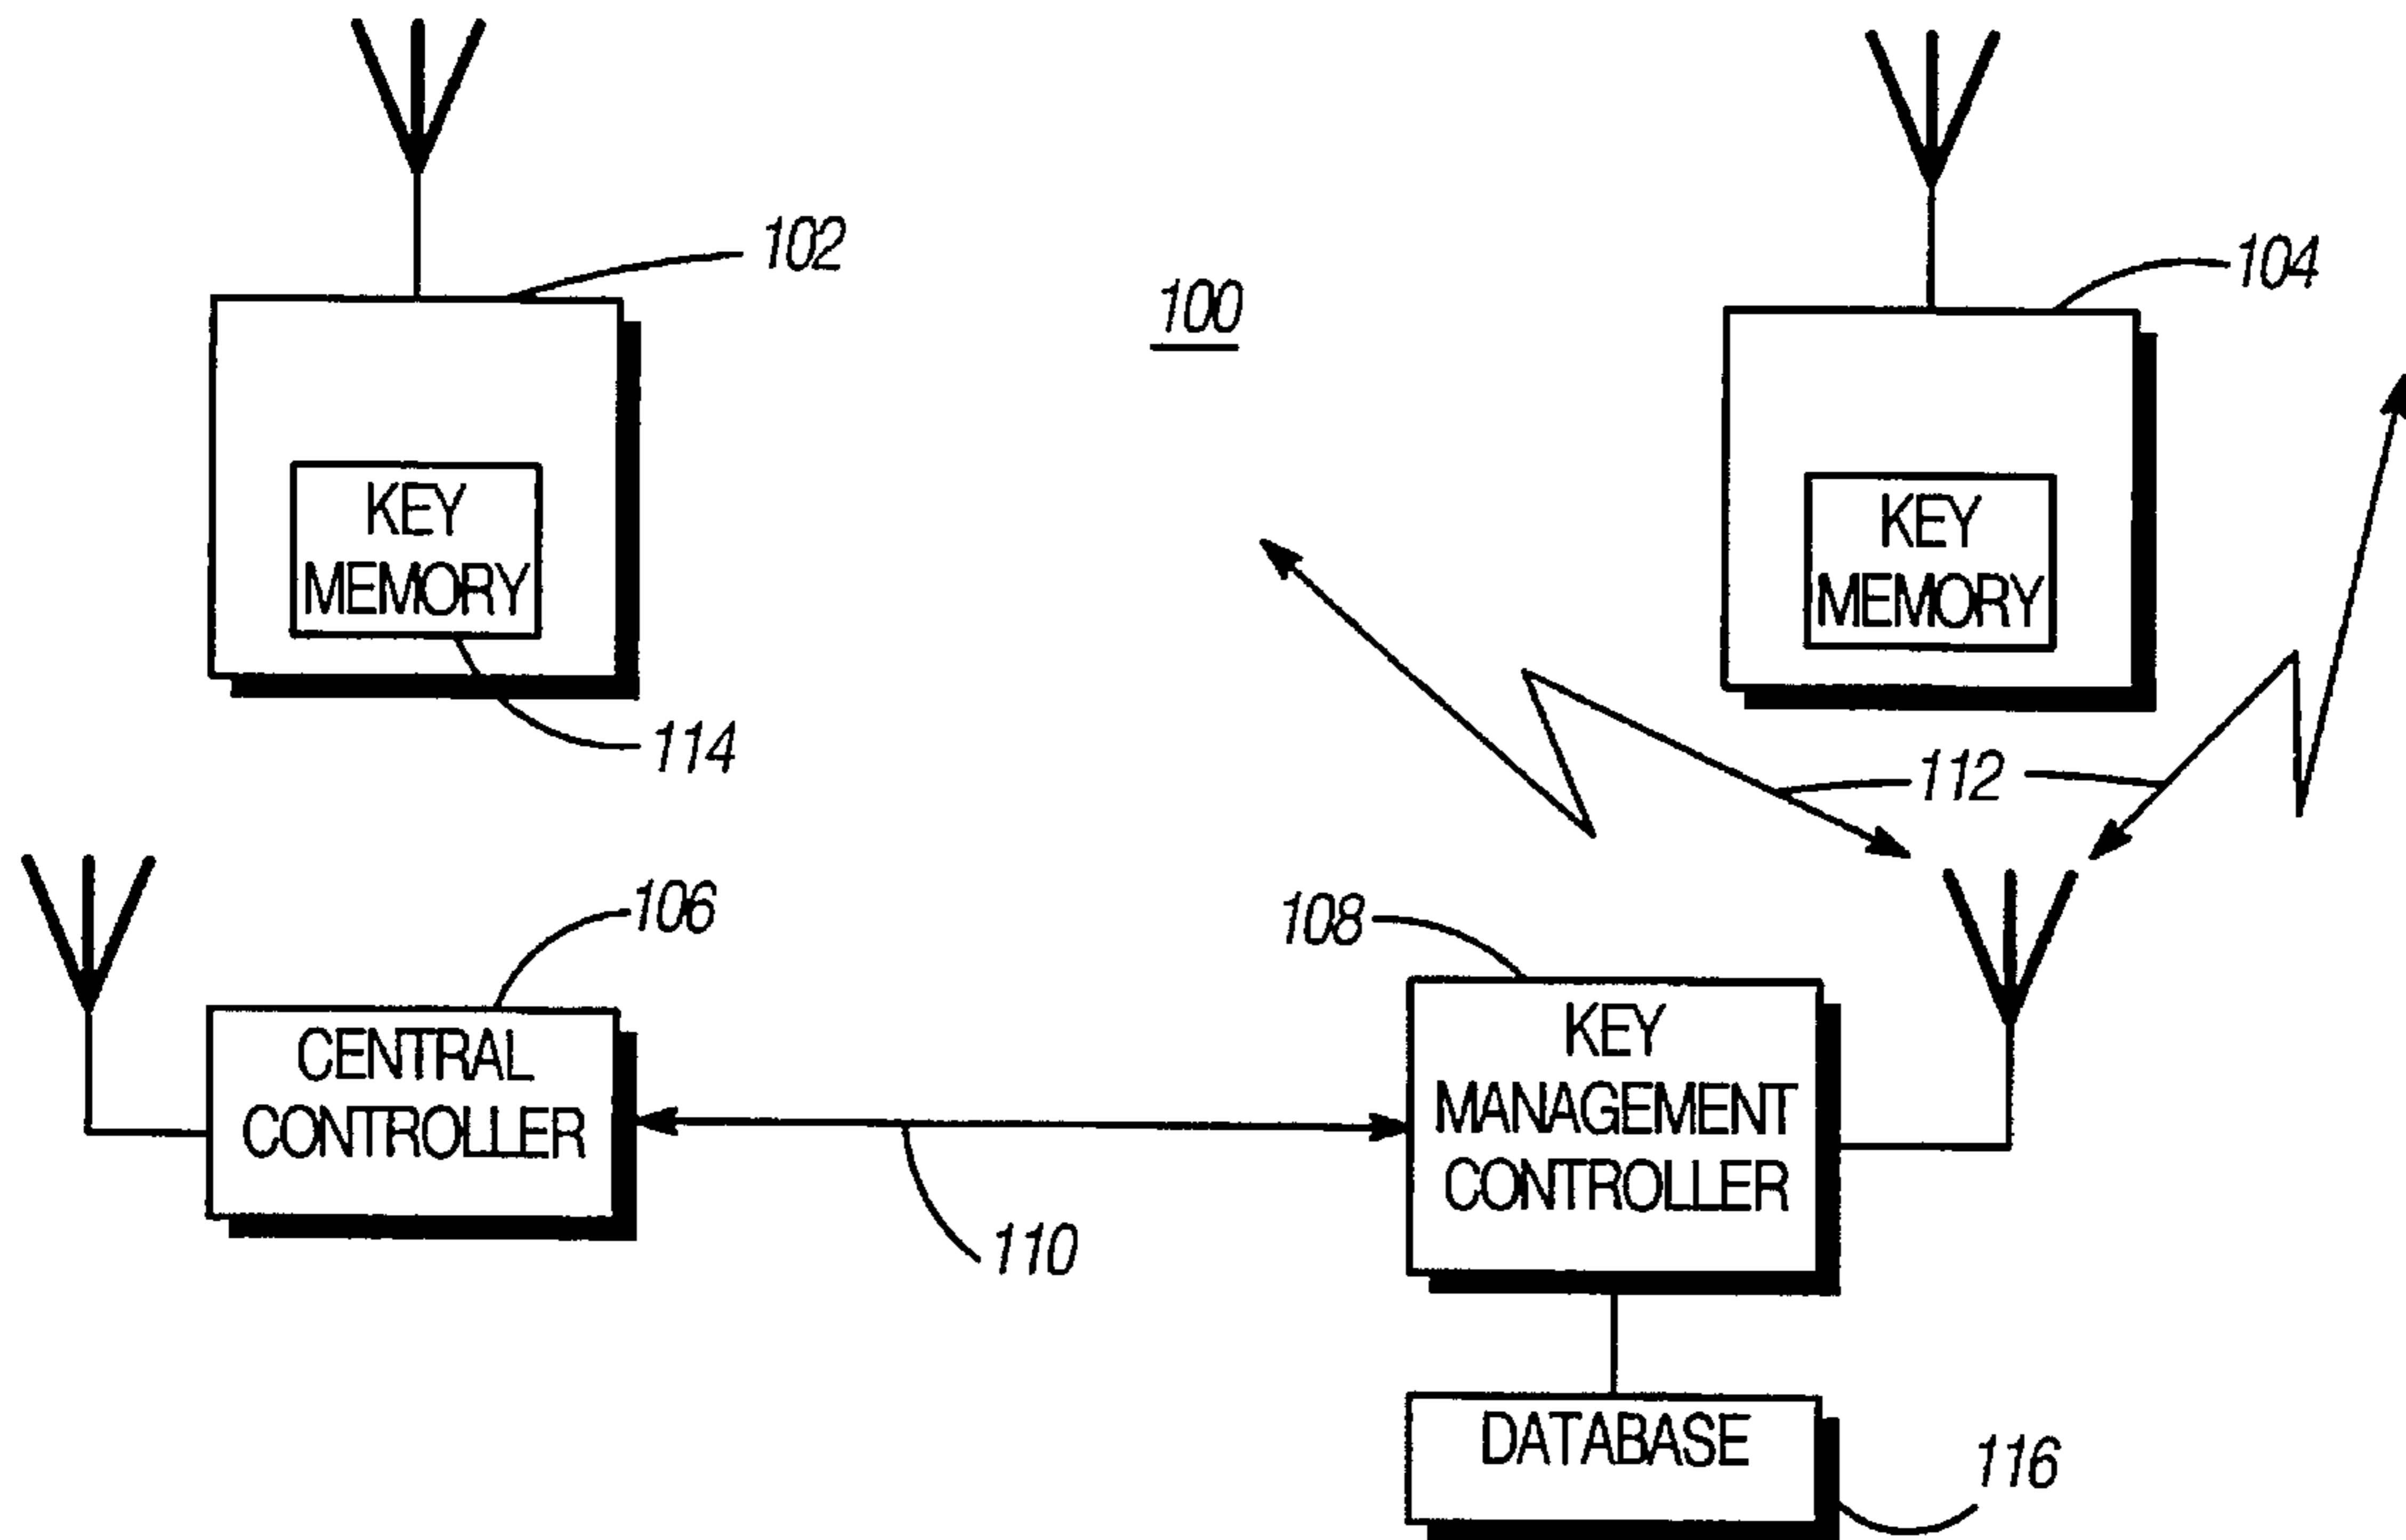 102
100
104
KEY
MEMORY
KEY
MEMORY
114
112
106
108
CENTRAL
CONTROLLER
KEY
MANAGEMENT
CONTROLLER
110
DATABASE
116